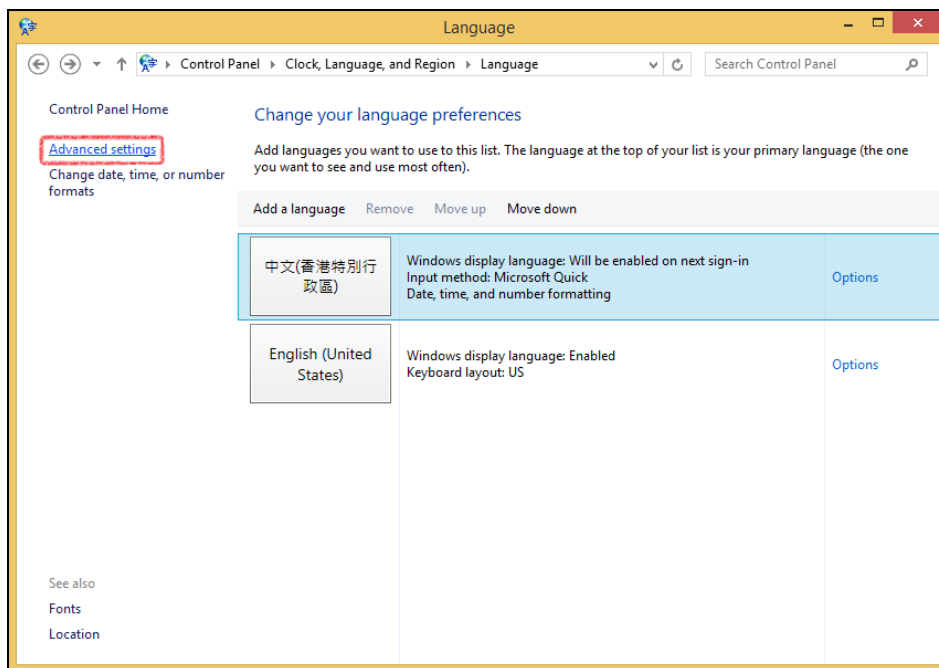 Language
Control Panel Clock, Language, and Region Language
Search Control Panel
Control Panel Home
Advanced settings
Change date, time, or number
formats
Change your language preferences
Add languages you want to use to this list. The language at the top of your list is your primary language (the one
you want to see and use most often).
Add a language Remove Move up Move down
中文(香港特別行
政區)
Windows display language: Will be enabled on next sign-in
Input method: Microsoft Quick
Date, time, and number formatting
Options
English (United
States)
Windows display language: Enabled
Keyboard layout: US
Options
See also
Fonts
Location